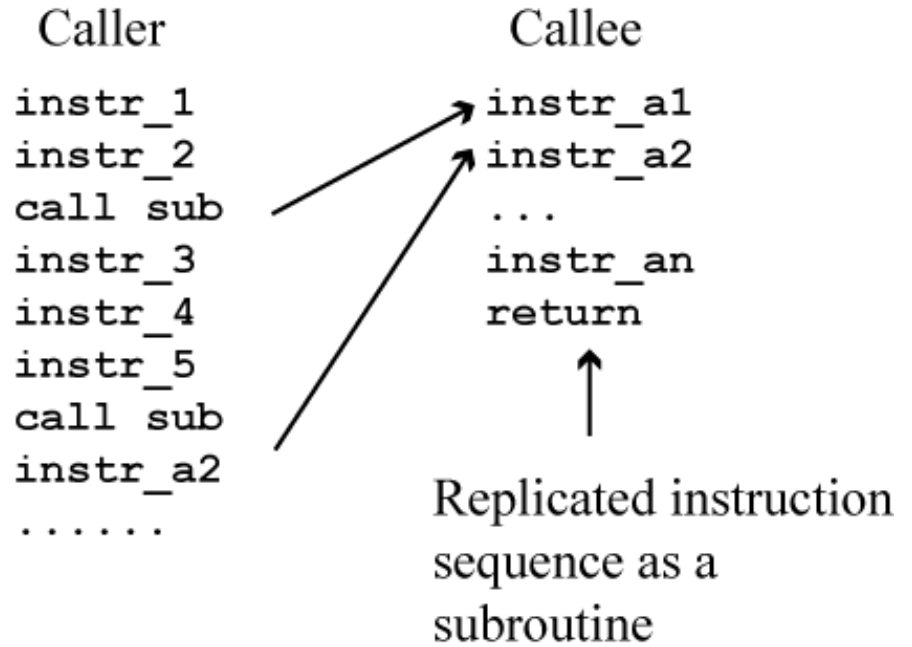 Caller
instr_1
instr_2
call sub
instr_3
instr_4
instr_5
call sub
instr_a2
......
Callee
instr_a1
instr_a2
...
instr_an
return
Replicated instruction
sequence as a
subroutine